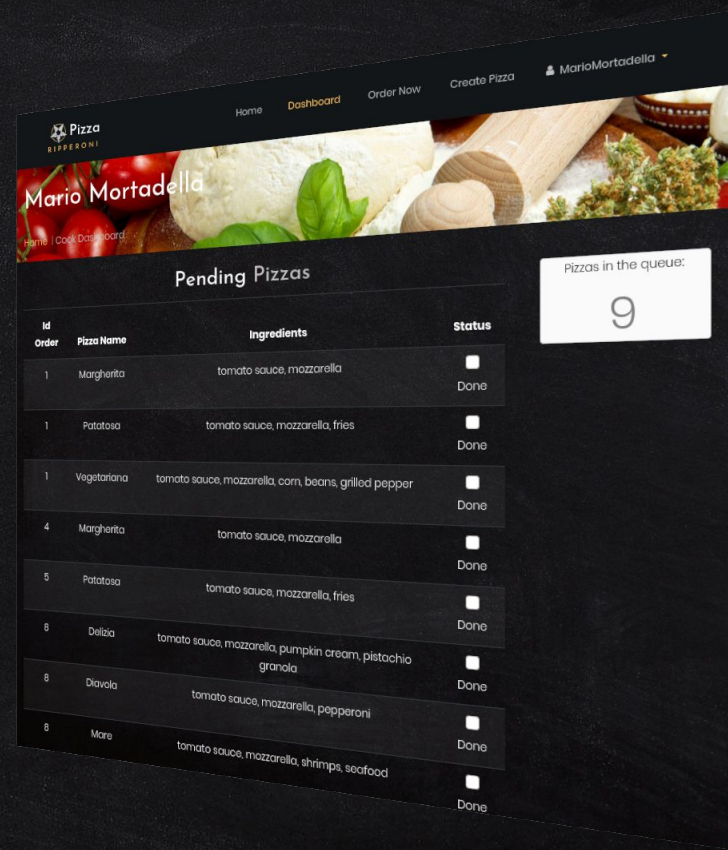 Pizza
RIPPERONI
Home Dashboard Order Now Create Pizza MarioMortadella
Mario Mortadella
Home | Cook Dashboard
Pending Pizzas
Pizzas in the queue:
9
Id Order Pizza Name Ingredients Status
1 Margherita tomato sauce, mozzarella Done
1 Patatosa tomato sauce, mozzarella, fries Done
1 Vegetariana tomato sauce, mozzarella, corn, beans, grilled pepper Done
4 Margherita tomato sauce, mozzarella Done
5 Patatosa tomato sauce, mozzarella, fries Done
8 Delizia tomato sauce, mozzarella, pumpkin cream, pistachio
granola Done
8 Diavola tomato sauce, mozzarella, pepperoni Done
8 Mare tomato sauce, mozzarella, shrimps, seafood Done